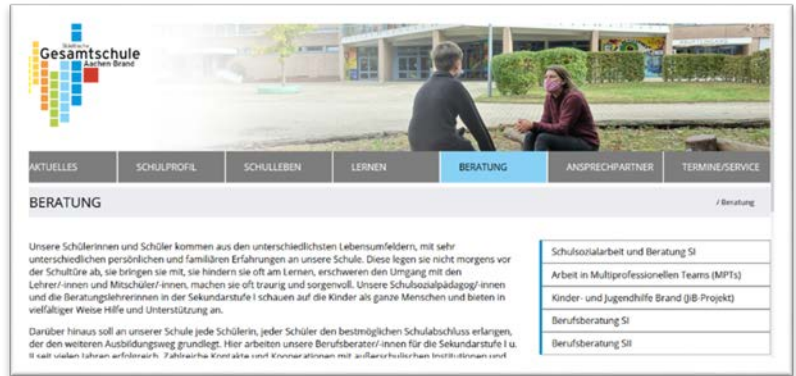 Städtische
Gesamtschule
Aachen Brand
AKTUELLES
SCHULPROFIL
SCHULLEBEN
LERNEN
BERATUNG
ANSPRECHPARTNER
TERMINE/SERVICE
BERATUNG
/ Beratung
Unsere Schülerinnen und Schüler kommen aus den unterschiedlichsten Lebensumfeldern, mit sehr
unterschiedlichen persönlichen und familiären Erfahrungen an unsere Schule. Diese legen sie nicht morgens vor
der Schultüre ab, sie bringen sie mit, sie hindern sie oft am Lernen, erschweren den Umgang mit den
Lehrer/-innen und Mitschüler/-innen, machen sie oft traurig und sorgenvoll. Unsere Schulsozialpädagog/-innen
und die Beratungslehrerinnen in der Sekundarstufe I schauen auf die Kinder als ganze Menschen und bieten in
vielfältiger Weise Hilfe und Unterstützung an.
Darüber hinaus soll an unserer Schule jede Schülerin, jeder Schüler den bestmöglichen Schulabschluss erlangen,
der den weiteren Ausbildungsweg grundlegt. Hier arbeiten unsere Berufsberater/-innen für die Sekundarstufe I u.
II seit vielen Jahren erfolgreich. Zahlreiche Kontakte und Kooperationen mit außerschulischen Institutionen und
Schulsozialarbeit und Beratung SI
Arbeit in Multiprofessionellen Teams (MPTs)
Kinder- und Jugendhilfe Brand (JiB-Projekt)
Berufsberatung SI
Berufsberatung SII